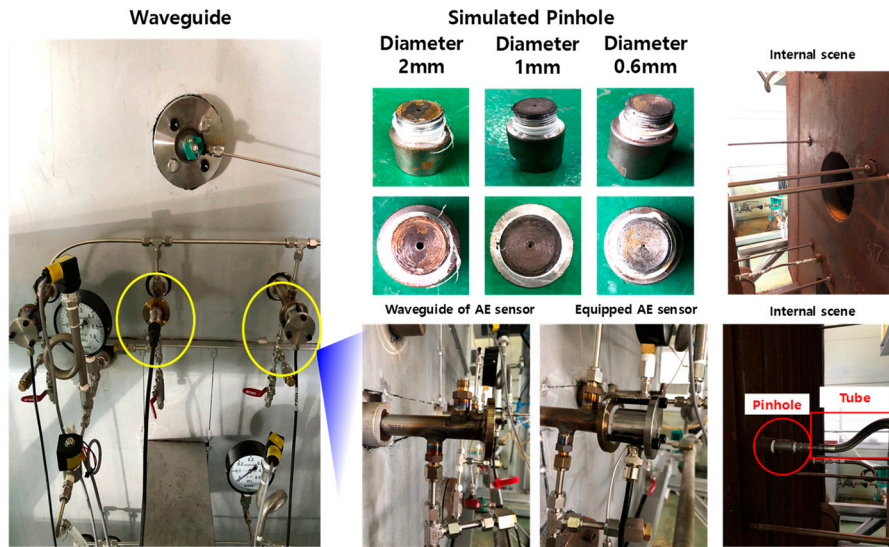 Waveguide
Simulated Pinhole
Diameter
2mm
Diameter
1mm
Diameter
0.6mm
Internal scene
Waveguide of AE sensor
Equipped AE sensor
Internal scene
Pinhole
Tube